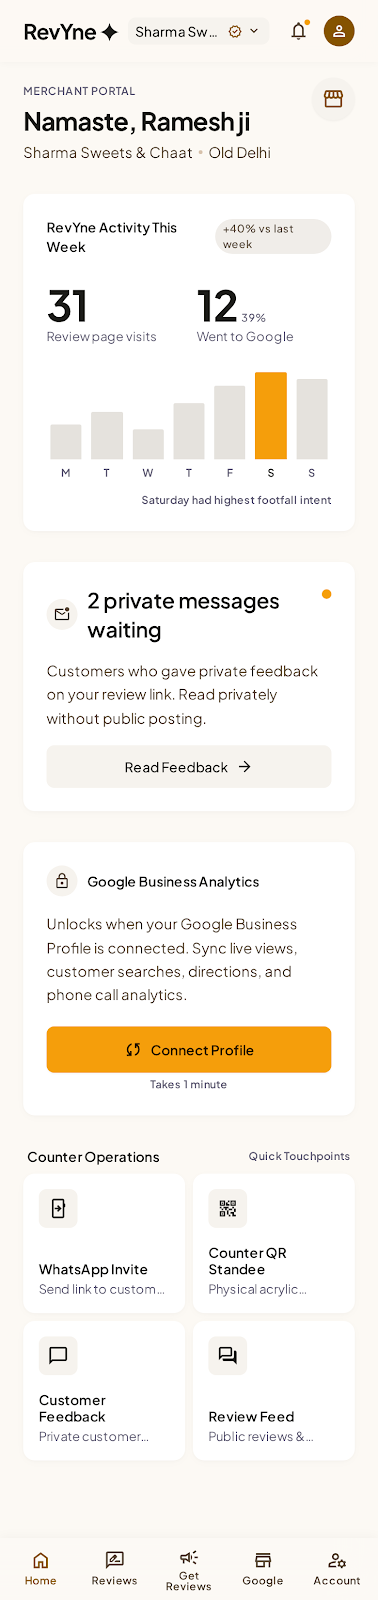 RevYne
Sharma Sw...
MERCHANT PORTAL
Namaste, Ramesh ji
Sharma Sweets & Chaat • Old Delhi
RevYne Activity This
Week
+40% vs last
week
31
Review page visits
12 39%
Went to Google
M T W T F S S
Saturday had highest footfall intent
2 private messages
waiting
Customers who gave private feedback
on your review link. Read privately
without public posting.
Read Feedback →
Google Business Analytics
Unlocks when your Google Business
Profile is connected. Sync live views,
customer searches, directions, and
phone call analytics.
Connect Profile
Takes 1 minute
Counter Operations
Quick Touchpoints
WhatsApp Invite
Send link to custom...
Counter QR
Standee
Physical acrylic...
Customer
Feedback
Private customer...
Review Feed
Public reviews &...
Home
Reviews
Get
Reviews
Google
Account